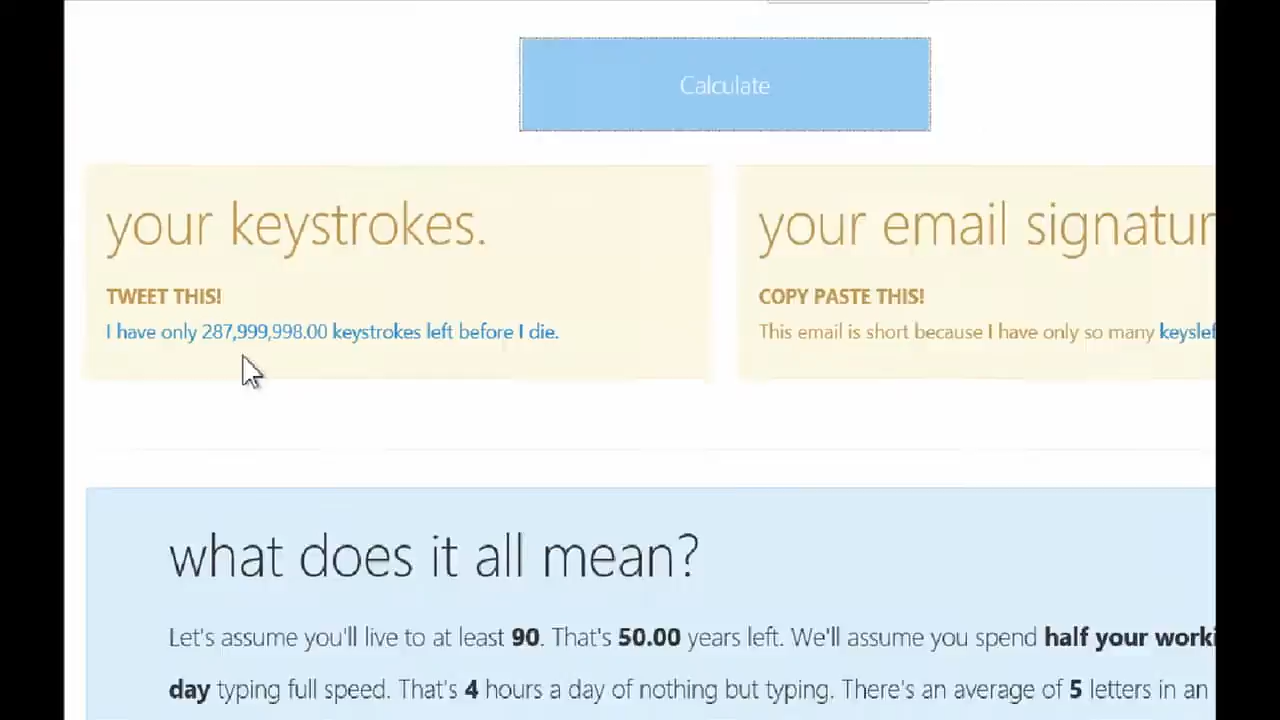 Calculate
your keystrokes.
TWEET THIS!
I have only 287,999,998.00 keystrokes left before I die.
your email signatur
COPY PASTE THIS!
This email is short because I have only so many keyslef
what does it all mean?
Let's assume you'll live to at least 90. That's 50.00 years left. We'll assume you spend half your worki
day typing full speed. That's 4 hours a day of nothing but typing. There's an average of 5 letters in an